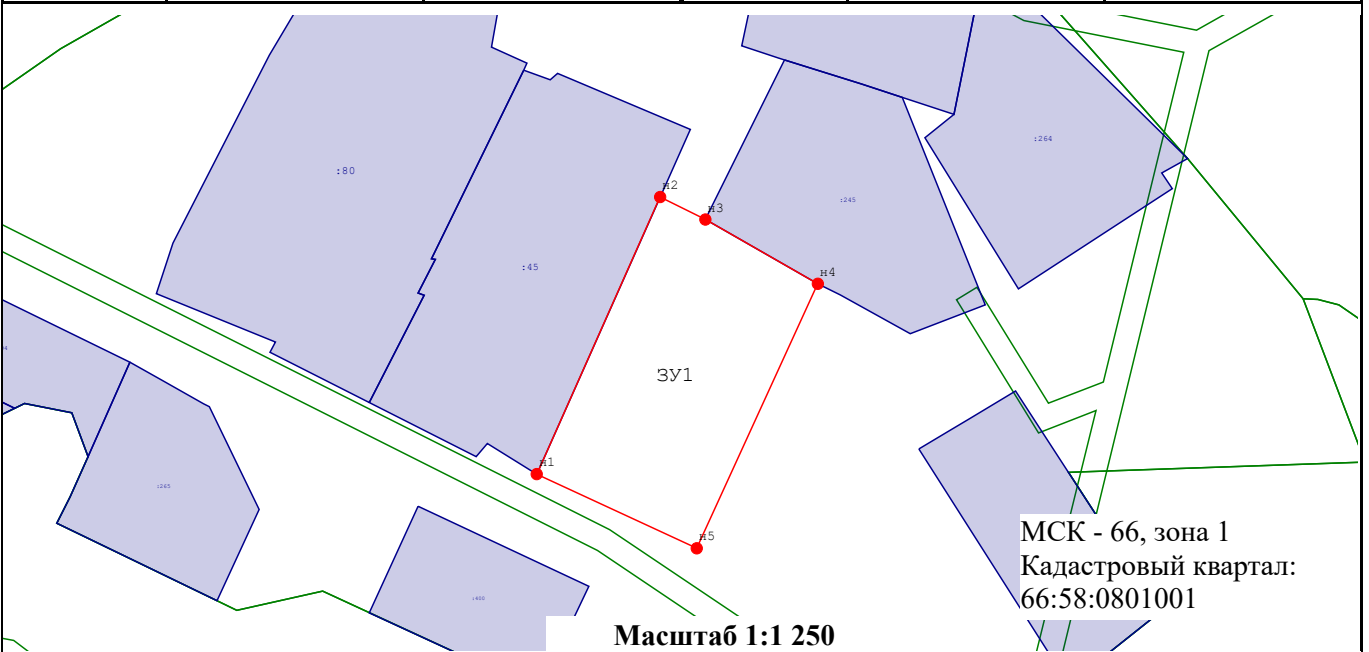 :264
:80
н2
:245
н3
:45
н4
ЗУ1
н1
:265
н5
МСК - 66, зона 1
Кадастровый квартал:
66:58:0801001
Масштаб 1:1 250